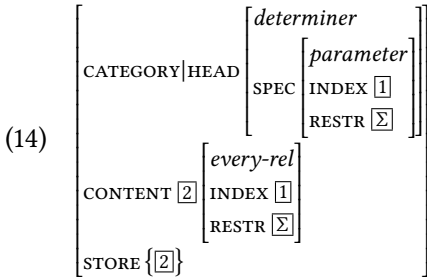 determiner
parameter
CATEGORY|HEAD
SPEC
INDEX 1
RESTR Σ
(14)
every-rel
CONTENT 2
INDEX 1
RESTR Σ
STORE {2}